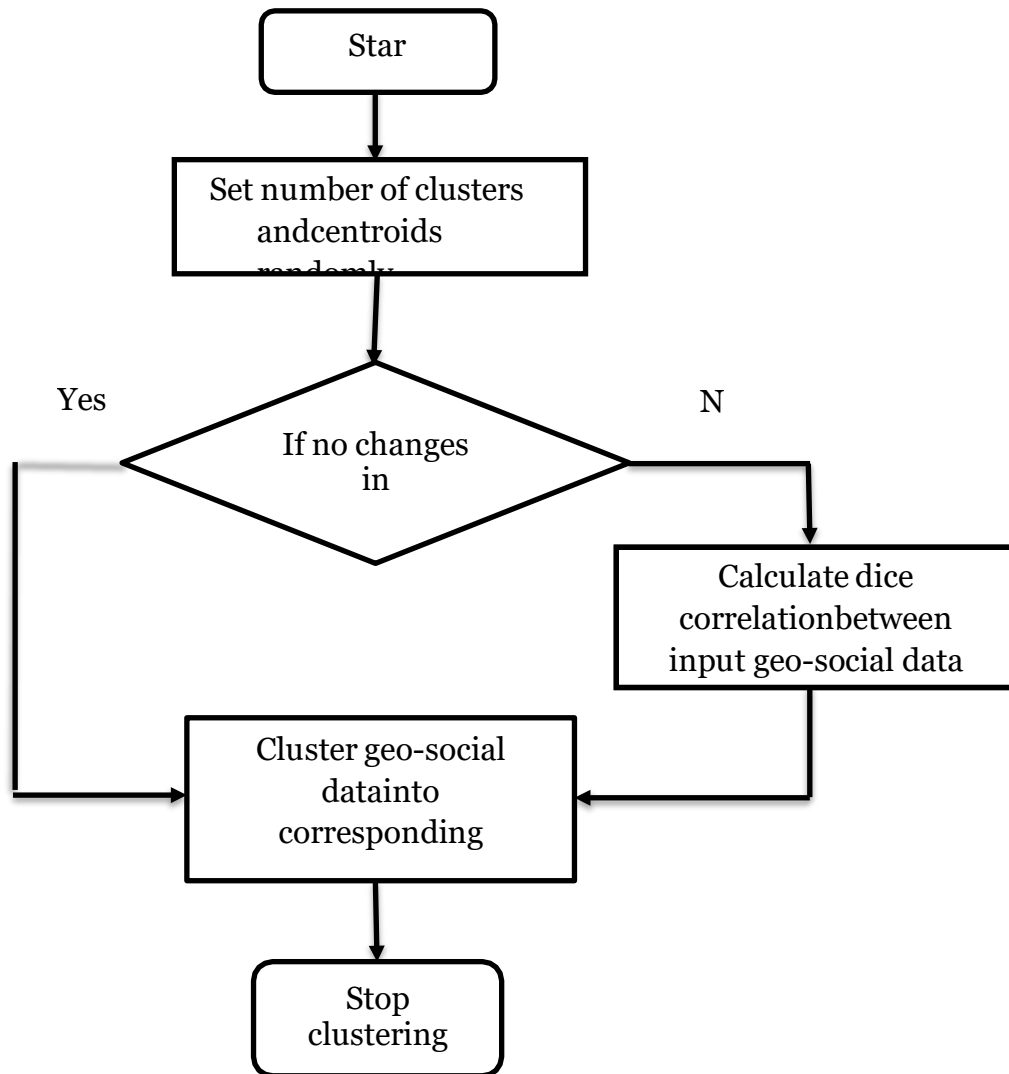 Star
Set number of clusters
andcentroids
randomly
Yes
N
If no changes
in
Calculate dice
correlationbetween
input geo-social data
Cluster geo-social
datainto
corresponding
Stop
clustering